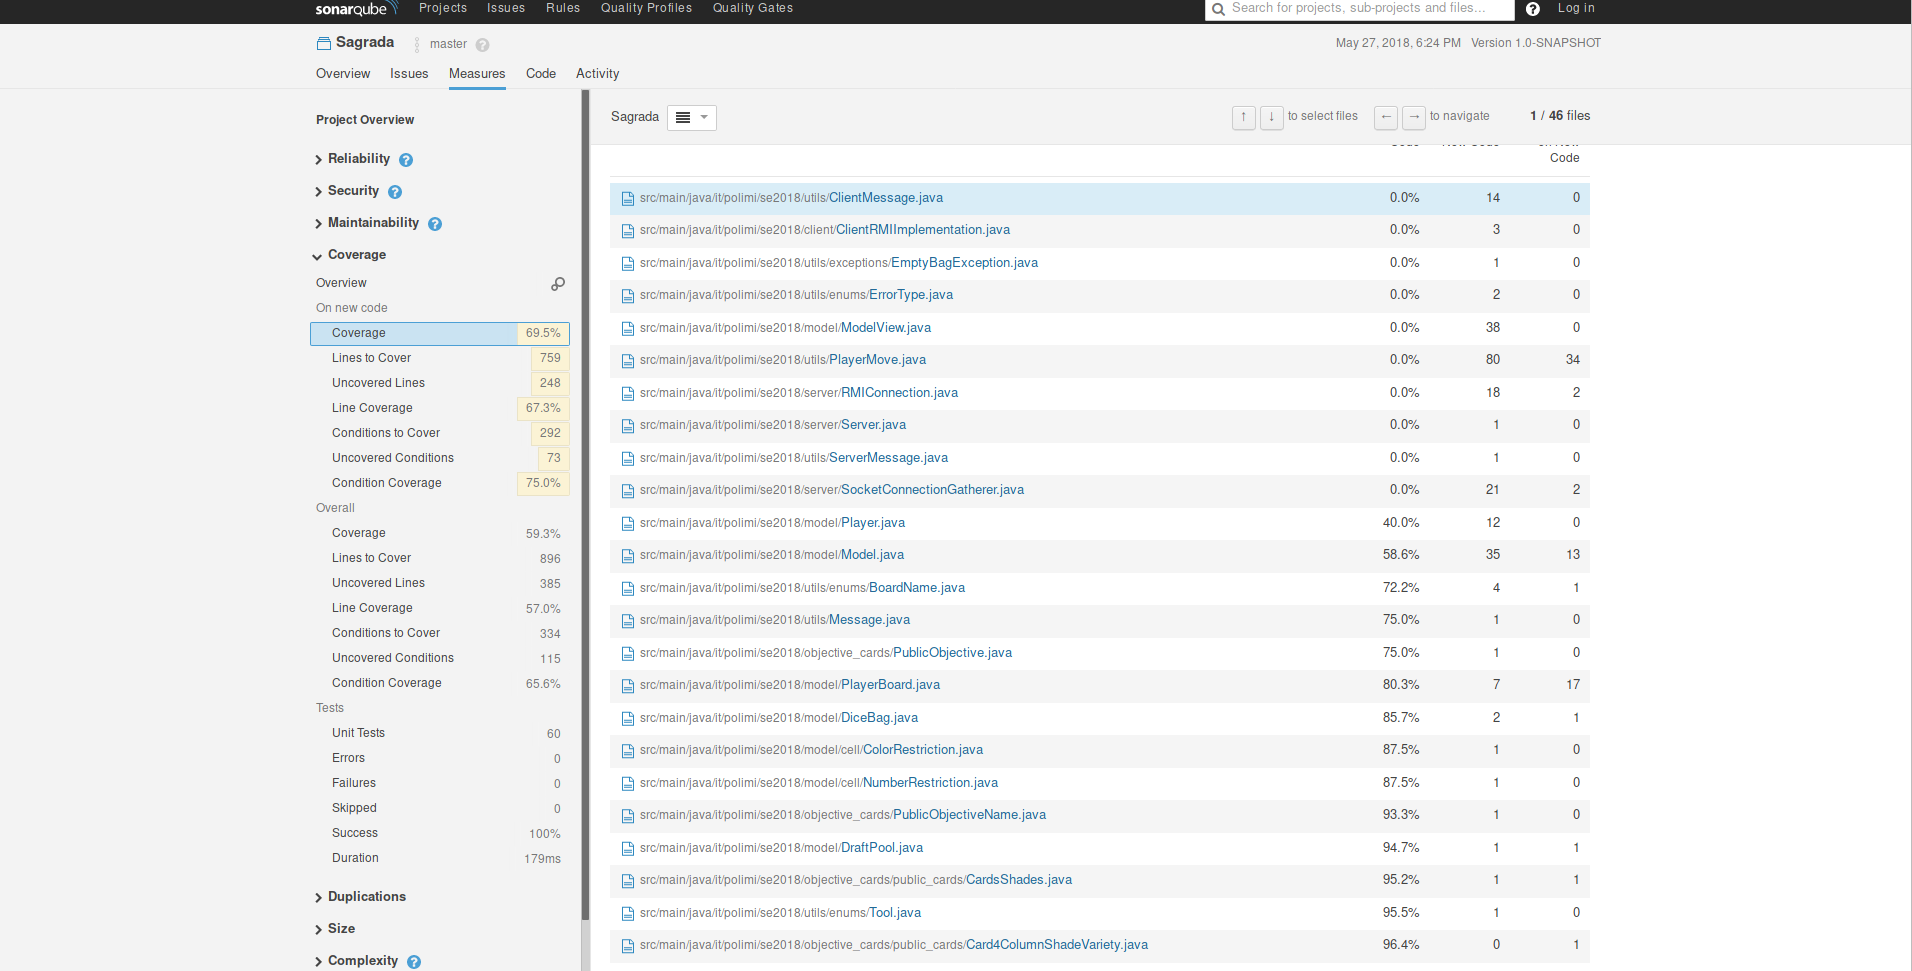 sonarqube Projects Issues Rules Quality Profiles Quality Gates Search for projects, sub-projects and files... Log in
Sagrada master May 27, 2018, 6:24 PM Version 1.0-SNAPSHOT
Overview Issues Measures Code Activity
Project Overview
Reliability
Security
Maintainability
Coverage
Overview
On new code
Coverage 69.5%
Lines to Cover 759
Uncovered Lines 248
Line Coverage 67.3%
Conditions to Cover 292
Uncovered Conditions 73
Condition Coverage 75.0%
Overall
Coverage 59.3%
Lines to Cover 896
Uncovered Lines 385
Line Coverage 57.0%
Conditions to Cover 334
Uncovered Conditions 115
Condition Coverage 65.6%
Tests
Unit Tests 60
Errors 0
Failures 0
Skipped 0
Success 100%
Duration 179ms
Duplications
Size
Complexity
Sagrada ↑ ↓ to select files ← → to navigate 1 / 46 files
Code
src/main/java/it/polimi/se2018/utils/ClientMessage.java 0.0% 14 0
src/main/java/it/polimi/se2018/client/ClientRMIImplementation.java 0.0% 3 0
src/main/java/it/polimi/se2018/utils/exceptions/EmptyBagException.java 0.0% 1 0
src/main/java/it/polimi/se2018/utils/enums/ErrorType.java 0.0% 2 0
src/main/java/it/polimi/se2018/model/ModelView.java 0.0% 38 0
src/main/java/it/polimi/se2018/utils/PlayerMove.java 0.0% 80 34
src/main/java/it/polimi/se2018/server/RMIConnection.java 0.0% 18 2
src/main/java/it/polimi/se2018/server/Server.java 0.0% 1 0
src/main/java/it/polimi/se2018/utils/ServerMessage.java 0.0% 1 0
src/main/java/it/polimi/se2018/server/SocketConnectionGatherer.java 0.0% 21 2
src/main/java/it/polimi/se2018/model/Player.java 40.0% 12 0
src/main/java/it/polimi/se2018/model/Model.java 58.6% 35 13
src/main/java/it/polimi/se2018/utils/enums/BoardName.java 72.2% 4 1
src/main/java/it/polimi/se2018/utils/Message.java 75.0% 1 0
src/main/java/it/polimi/se2018/objective_cards/PublicObjective.java 75.0% 1 0
src/main/java/it/polimi/se2018/model/PlayerBoard.java 80.3% 7 17
src/main/java/it/polimi/se2018/model/DiceBag.java 85.7% 2 1
src/main/java/it/polimi/se2018/model/cell/ColorRestriction.java 87.5% 1 0
src/main/java/it/polimi/se2018/model/cell/NumberRestriction.java 87.5% 1 0
src/main/java/it/polimi/se2018/objective_cards/PublicObjectiveName.java 93.3% 1 0
src/main/java/it/polimi/se2018/model/DraftPool.java 94.7% 1 1
src/main/java/it/polimi/se2018/objective_cards/public_cards/CardsShades.java 95.2% 1 1
src/main/java/it/polimi/se2018/utils/enums/Tool.java 95.5% 1 0
src/main/java/it/polimi/se2018/objective_cards/public_cards/Card4ColumnShadeVariety.java 96.4% 0 1